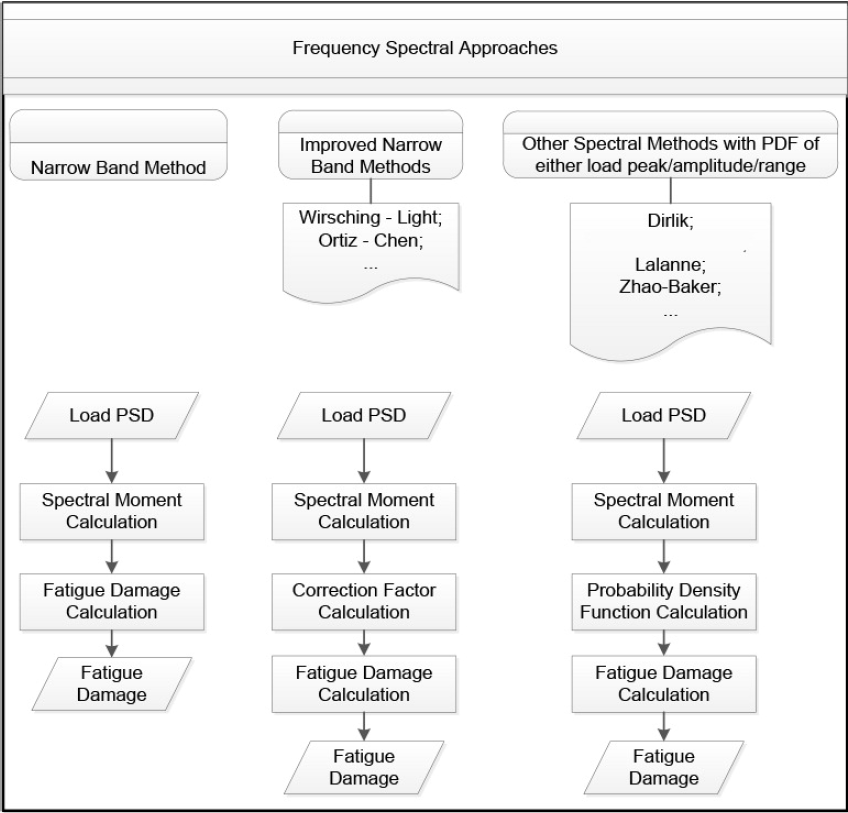 Frequency Spectral Approaches
Narrow Band Method
Improved Narrow
Band Methods
Other Spectral Methods with PDF of
either load peak/amplitude/range
Wirsching - Light;
Ortiz - Chen;
...
Dirlik;
Lalanne;
Zhao-Baker;
...
Load PSD
Spectral Moment
Calculation
Fatigue Damage
Calculation
Fatigue
Damage
Load PSD
Spectral Moment
Calculation
Correction Factor
Calculation
Fatigue Damage
Calculation
Fatigue
Damage
Load PSD
Spectral Moment
Calculation
Probability Density
Function Calculation
Fatigue Damage
Calculation
Fatigue
Damage